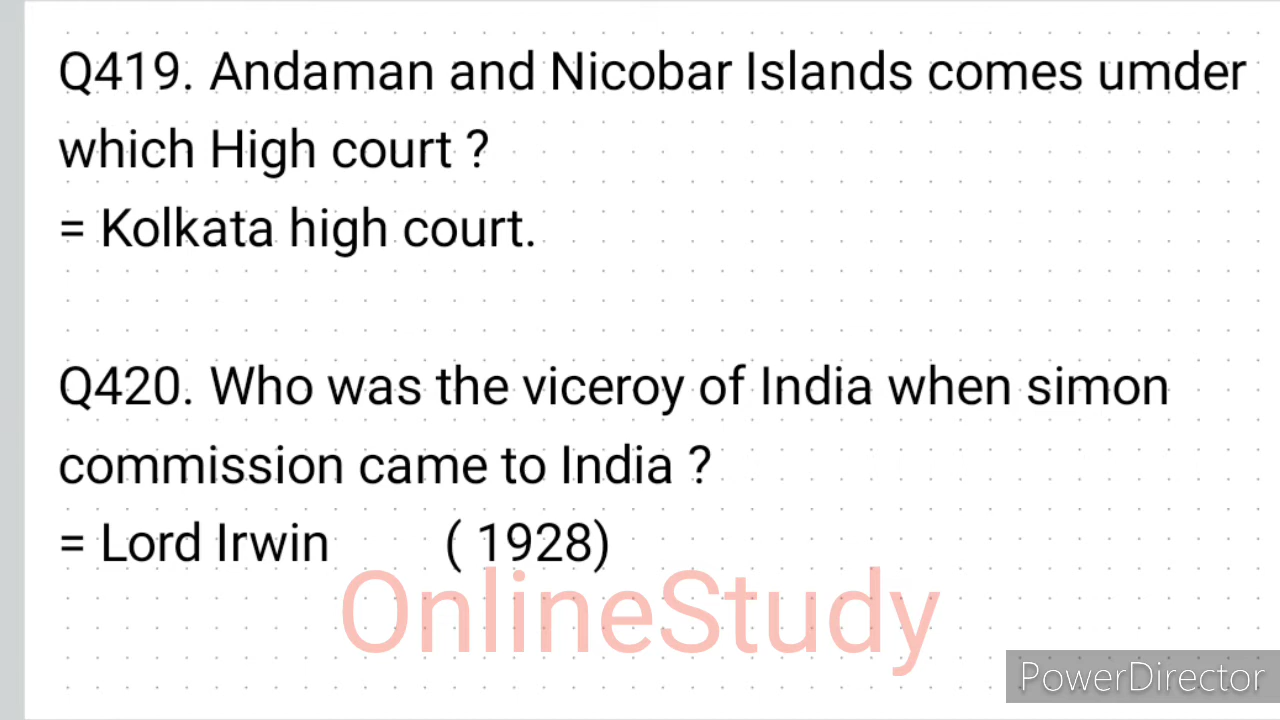 Q419. Andaman and Nicobar Islands comes umder
which High court ?
= Kolkata high court.
Q420. Who was the viceroy of India when simon
commission came to India ?
= Lord Irwin ( 1928)
OnlineStudy
PowerDirector